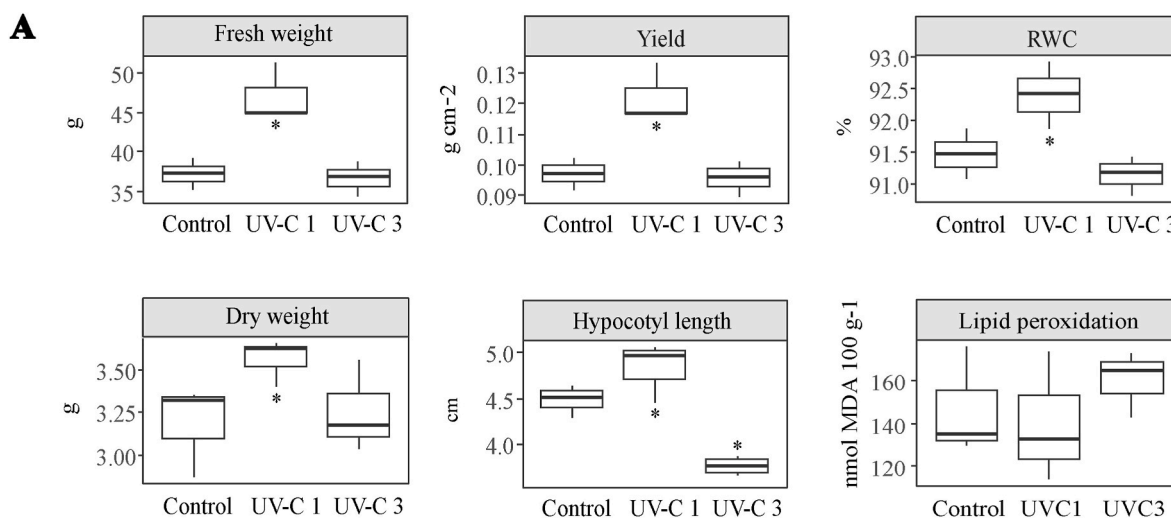 A
Fresh weight
g
50
45
40
35
Control UV-C 1 UV-C 3
*
Yield
g cm-2
0.13
0.12
0.11
0.10
0.09
Control UV-C 1 UV-C 3
*
RWC
%
93.0
92.5
92.0
91.5
91.0
Control UV-C 1 UV-C 3
*
Dry weight
g
3.50
3.25
3.00
Control UV-C 1 UV-C 3
*
Hypocotyl length
cm
5.0
4.5
4.0
Control UV-C 1 UV-C 3
*
*
Lipid peroxidation
nmol MDA 100 g-1
160
140
120
Control UVC1 UVC3